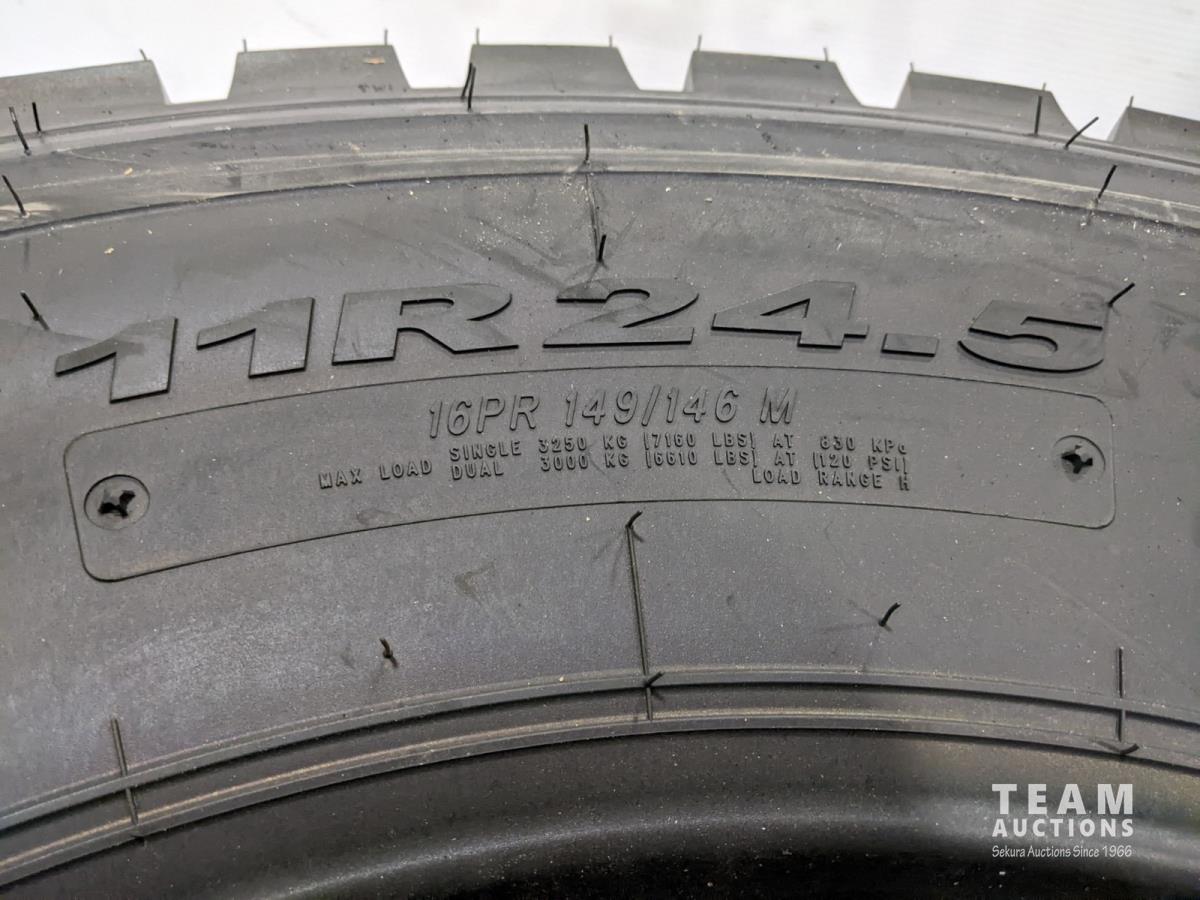 TWI
11R24.5
16PR 149/146 M
MAX LOAD SINGLE 3250 KG (7160 LBS) AT 830 KPa
DUAL 3000 KG (6610 LBS) AT (120 PSI)
LOAD RANGE H
TEAM
AUCTIONS
Sekura Auctions Since 1966